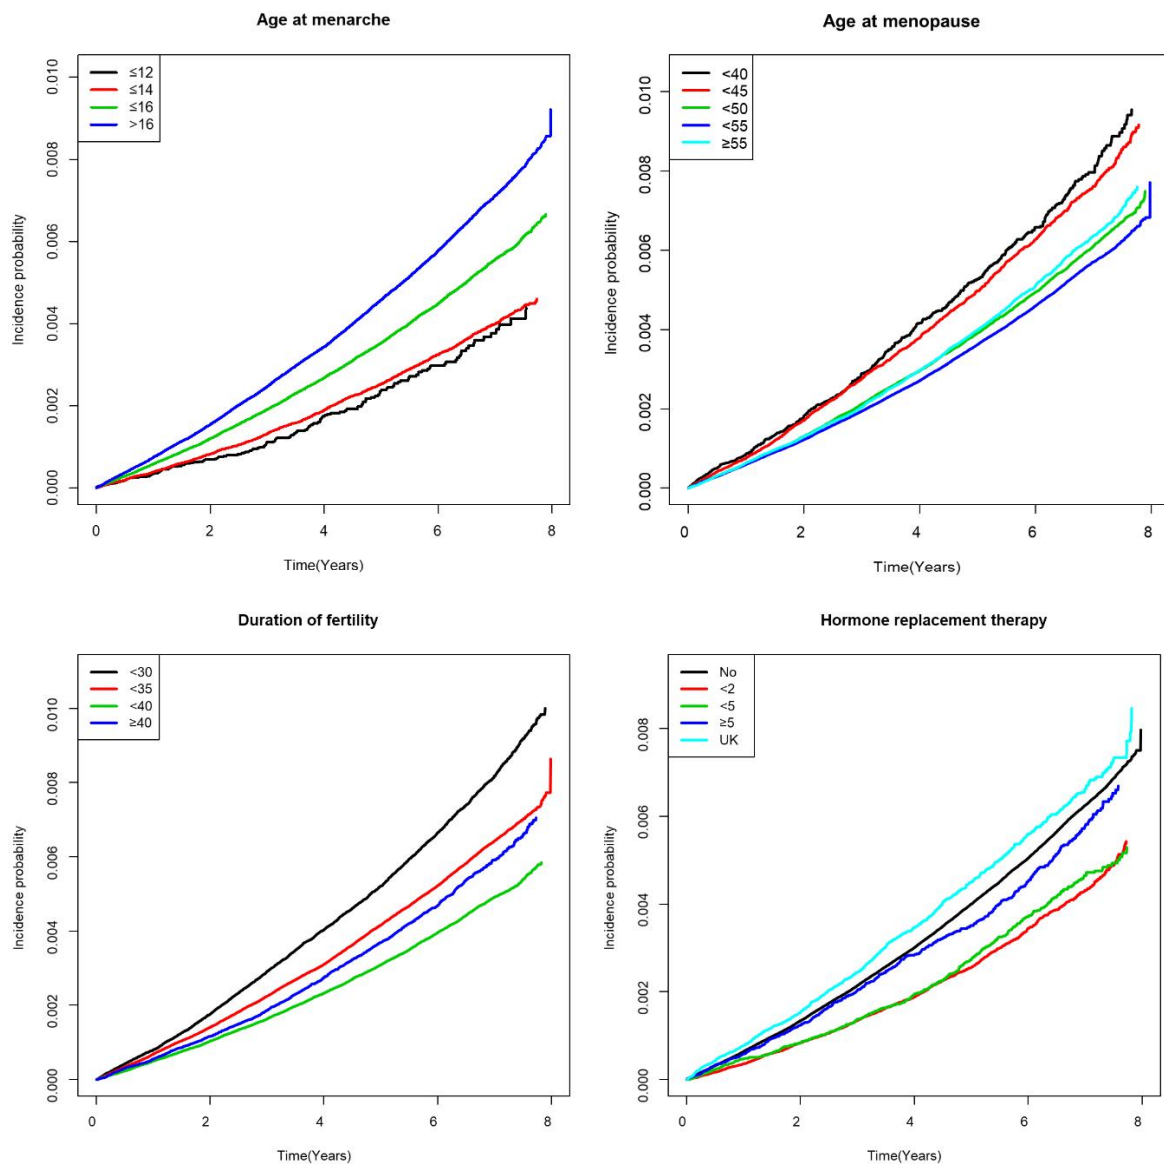 Age at menarche
≤12
≤14
≤16
>16
Incidence probability
0.010
0.008
0.006
0.004
0.002
0.000
0 2 4 6 8
Time(Years)
Age at menopause
<40
<45
<50
<55
≥55
Incidence probability
0.010
0.008
0.006
0.004
0.002
0.000
0 2 4 6 8
Time(Years)
Duration of fertility
<30
<35
<40
≥40
Incidence probability
0.010
0.008
0.006
0.004
0.002
0.000
0 2 4 6 8
Time(Years)
Hormone replacement therapy
No
<2
<5
≥5
UK
Incidence probability
0.008
0.006
0.004
0.002
0.000
0 2 4 6 8
Time(Years)